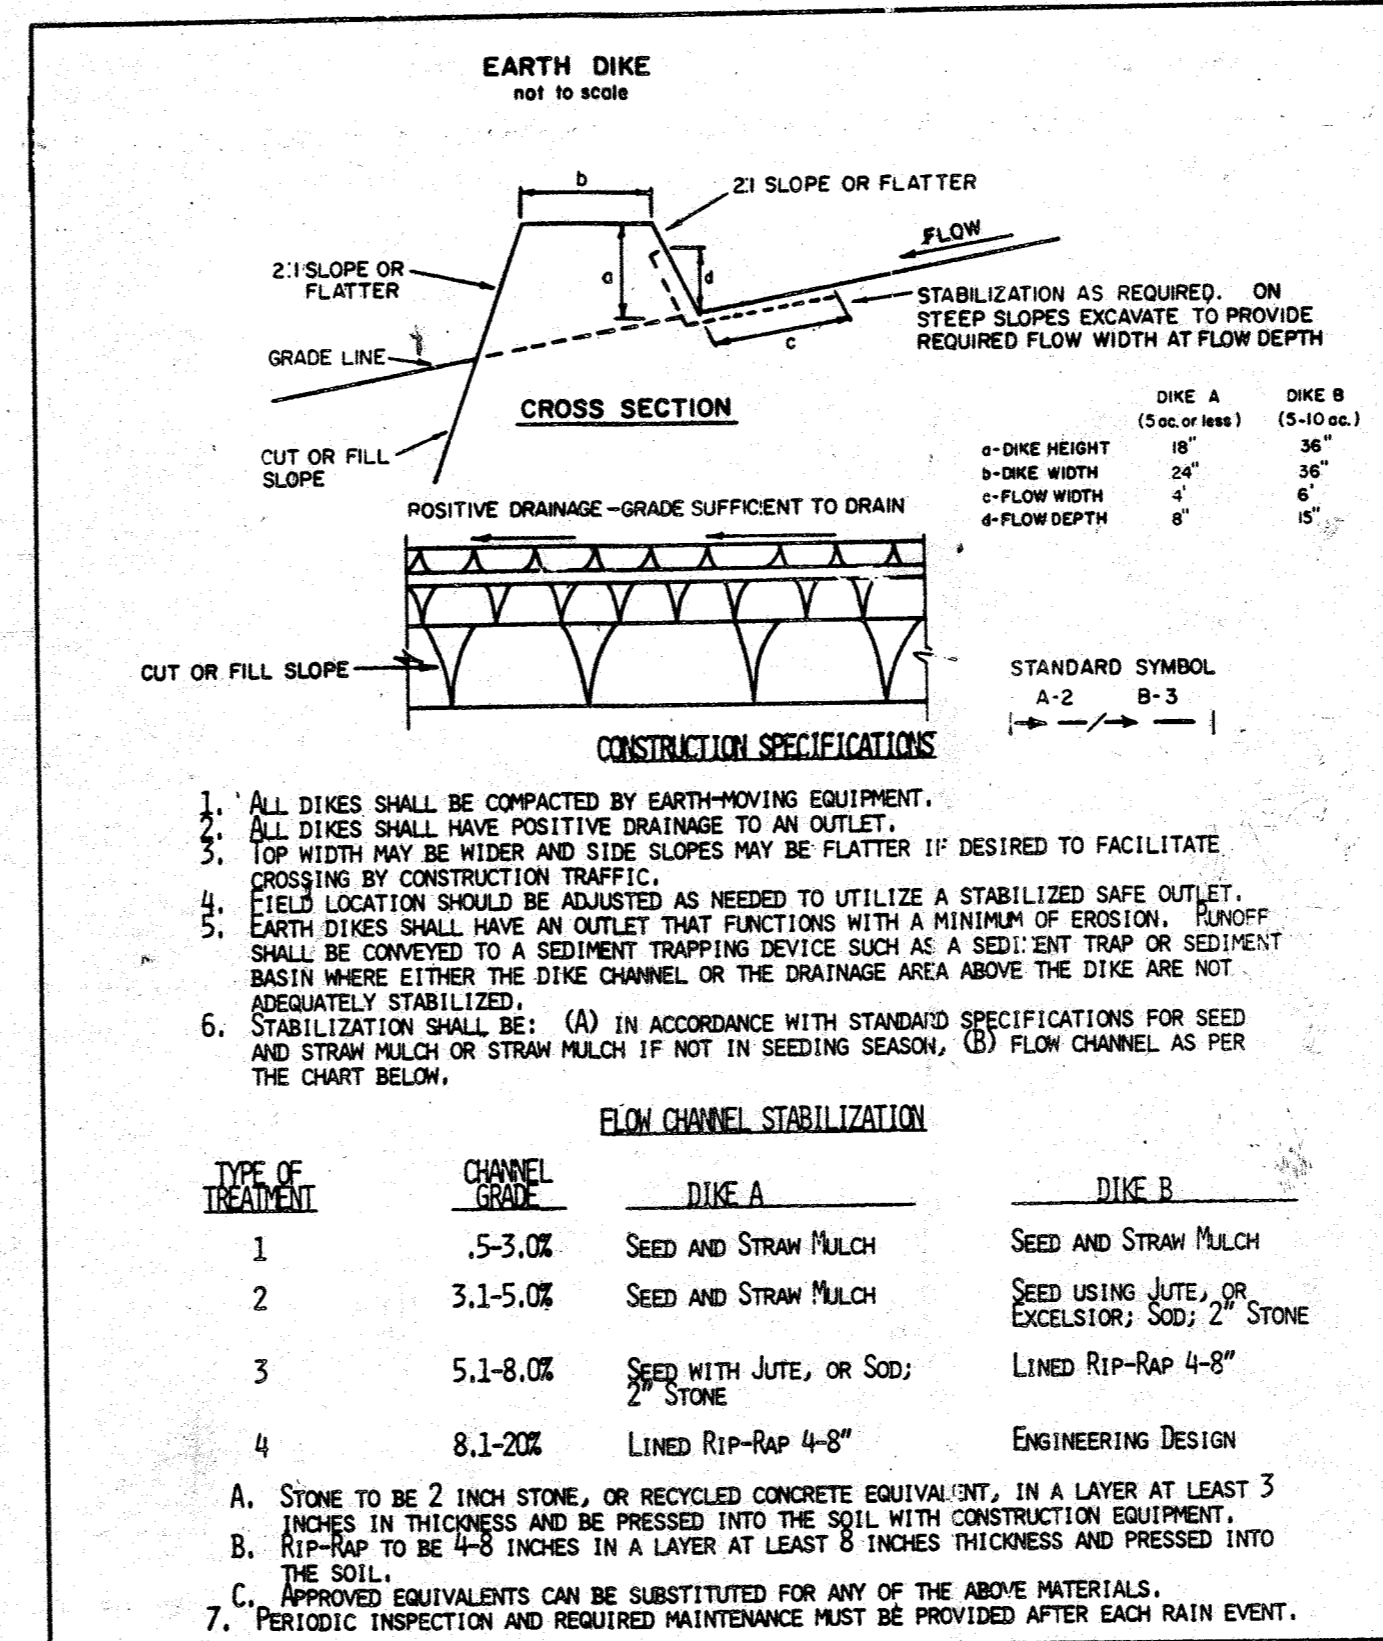 EARTH DIKE
not to scale
b
2:1 SLOPE OR FLATTER
FLOW
2:1 SLOPE OR
FLATTER
a
d
STABILIZATION AS REQUIRED. ON
STEEP SLOPES EXCAVATE TO PROVIDE
REQUIRED FLOW WIDTH AT FLOW DEPTH
c
GRADE LINE
CROSS SECTION
CUT OR FILL
SLOPE
DIKE A DIKE B
(5 ac. or less) (5-10 ac.)
a-DIKE HEIGHT 18" 36"
b-DIKE WIDTH 24" 36"
c-FLOW WIDTH 4' 6'
d-FLOW DEPTH 8" 15"
POSITIVE DRAINAGE-GRADE SUFFICIENT TO DRAIN
CUT OR FILL SLOPE
STANDARD SYMBOL
A-2 B-3
CONSTRUCTION SPECIFICATIONS
1. ALL DIKES SHALL BE COMPACTED BY EARTH-MOVING EQUIPMENT.
2. ALL DIKES SHALL HAVE POSITIVE DRAINAGE TO AN OUTLET.
3. TOP WIDTH MAY BE WIDER AND SIDE SLOPES MAY BE FLATTER IF DESIRED TO FACILITATE
CROSSING BY CONSTRUCTION TRAFFIC.
4. FIELD LOCATION SHOULD BE ADJUSTED AS NEEDED TO UTILIZE A STABILIZED SAFE OUTLET.
5. EARTH DIKES SHALL HAVE AN OUTLET THAT FUNCTIONS WITH A MINIMUM OF EROSION. RUNOFF
SHALL BE CONVEYED TO A SEDIMENT TRAPPING DEVICE SUCH AS A SEDIMENT TRAP OR SEDIMENT
BASIN WHERE EITHER THE DIKE CHANNEL OR THE DRAINAGE AREA ABOVE THE DIKE ARE NOT
ADEQUATELY STABILIZED.
6. STABILIZATION SHALL BE: (A) IN ACCORDANCE WITH STANDARD SPECIFICATIONS FOR SEED
AND STRAW MULCH OR STRAW MULCH IF NOT IN SEEDING SEASON, (B) FLOW CHANNEL AS PER
THE CHART BELOW.
FLOW CHANNEL STABILIZATION
TYPE OF TREATMENT CHANNEL GRADE DIKE A DIKE B
1 .5-3.0% SEED AND STRAW MULCH SEED AND STRAW MULCH
2 3.1-5.0% SEED AND STRAW MULCH SEED USING JUTE, OR
EXCELSIOR; SOD; 2" STONE
3 5.1-8.0% SEED WITH JUTE, OR SOD; LINED RIP-RAP 4-8"
2" STONE
4 8.1-20% LINED RIP-RAP 4-8" ENGINEERING DESIGN
A. STONE TO BE 2 INCH STONE, OR RECYCLED CONCRETE EQUIVALENT, IN A LAYER AT LEAST 3
INCHES IN THICKNESS AND BE PRESSED INTO THE SOIL WITH CONSTRUCTION EQUIPMENT.
B. RIP-RAP TO BE 4-8 INCHES IN A LAYER AT LEAST 8 INCHES THICKNESS AND PRESSED INTO
THE SOIL.
C. APPROVED EQUIVALENTS CAN BE SUBSTITUTED FOR ANY OF THE ABOVE MATERIALS.
7. PERIODIC INSPECTION AND REQUIRED MAINTENANCE MUST BE PROVIDED AFTER EACH RAIN EVENT.